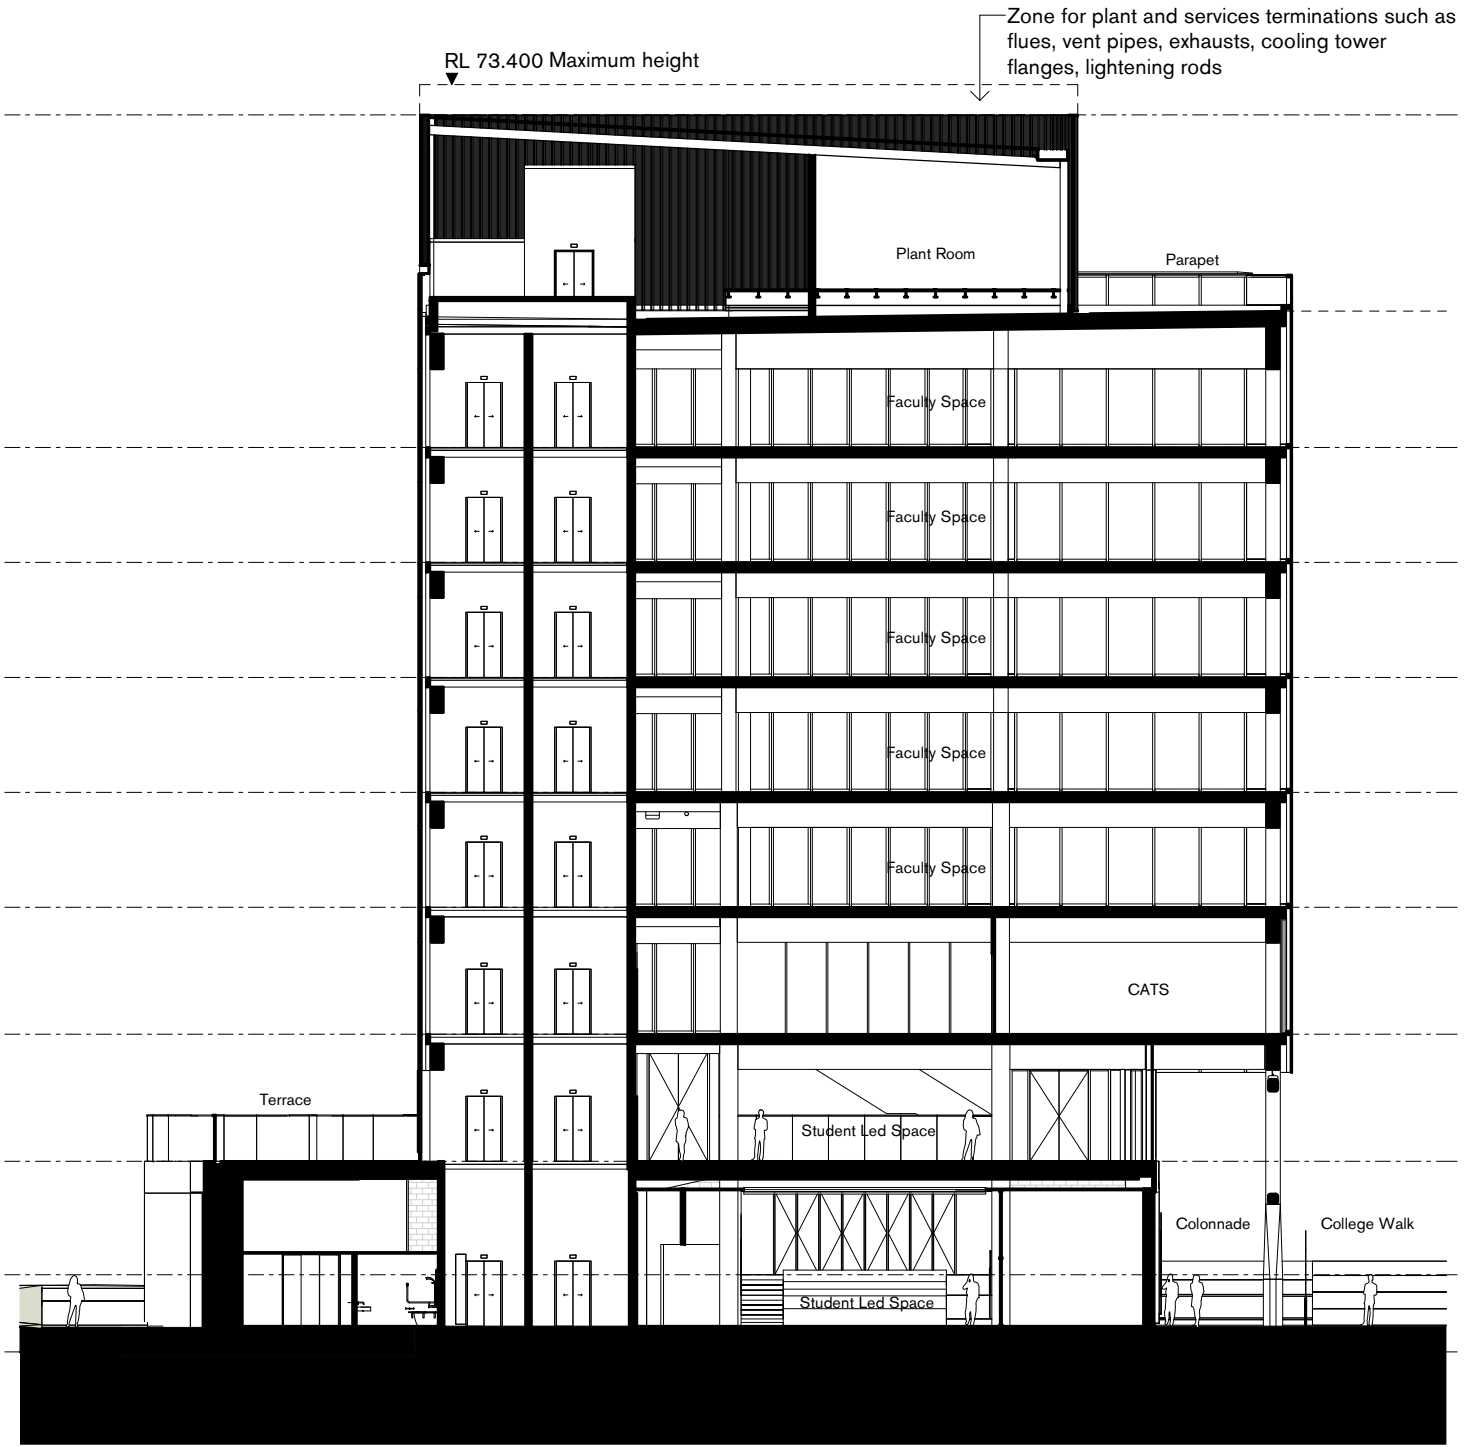 Zone for plant and services terminations such as
flues, vent pipes, exhausts, cooling tower
flanges, lightening rods
RL 73.400 Maximum height
Plant Room
Parapet
Faculty Space
Faculty Space
Faculty Space
Faculty Space
Faculty Space
CATS
Terrace
Student Led Space
Colonnade
College Walk
Student Led Space